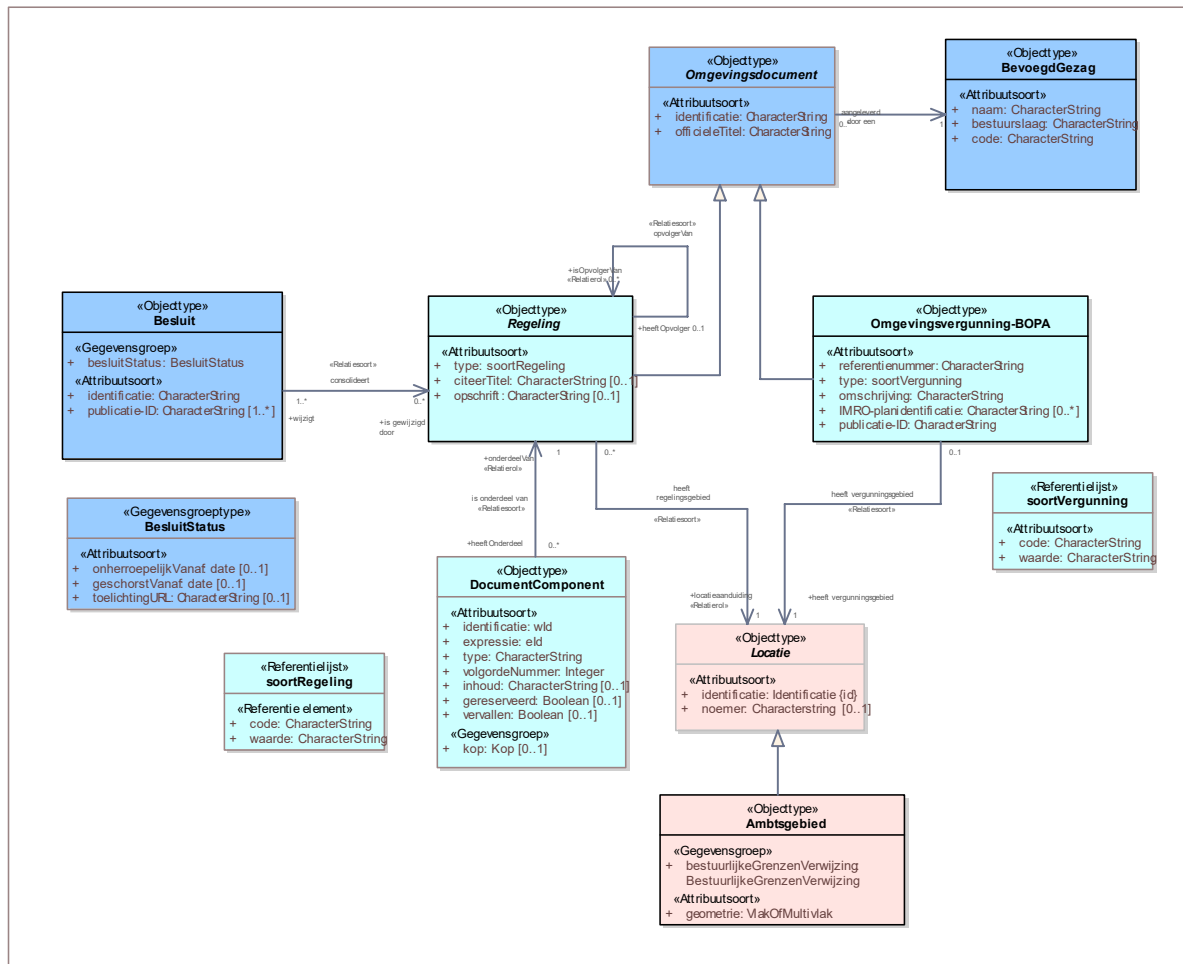 «Objecttype»
Omgevingsdocument
«Attribuutsoort»
+ identificatie: CharacterString
+ officieleTitel: CharacterString
«Objecttype»
BevoegdGezag
«Attribuutsoort»
+ naam: CharacterString
+ bestuurslaag: CharacterString
+ code: CharacterString
aangeleverd
door een
0..*
1
«Relatiesoort»
opvolgerVan
+isOpvolgerVan
«Relatierol» 0..*
+heeftOpvolger 0..1
«Objecttype»
Besluit
«Gegevensgroep»
+ besluitStatus: BesluitStatus
«Attribuutsoort»
+ identificatie: CharacterString
+ publicatie-ID: CharacterString [1..*]
«Relatiesoort»
consolideert
1..*
+wijzigt
0..*
+is gewijzigd
door
«Objecttype»
Regeling
«Attribuutsoort»
+ type: soortRegeling
+ citeerTitel: CharacterString [0..1]
+ opschrift: CharacterString [0..1]
«Objecttype»
Omgevingsvergunning-BOPA
«Attribuutsoort»
+ referentienummer: CharacterString
+ type: soortVergunning
+ omschrijving: CharacterString
+ IMRO-planidentificatie: CharacterString [0..*]
+ publicatie-ID: CharacterString
+onderdeelVan
«Relatierol»
1
is onderdeel van
«Relatiesoort»
+heeftOnderdeel
0..*
0..*
heeft
regelingsgebied
«Relatiesoort»
+locatieaanduiding
«Relatierol»
1
0..1
heeft vergunningsgebied
«Relatiesoort»
1
+heeft vergunningsgebied
«Referentielijst»
soortVergunning
«Attribuutsoort»
+ code: CharacterString
+ waarde: CharacterString
«Gegevensgroeptype»
BesluitStatus
«Attribuutsoort»
+ onherroepelijkVanaf: date [0..1]
+ geschorstVanaf: date [0..1]
+ toelichtingURL: CharacterString [0..1]
«Objecttype»
DocumentComponent
«Attribuutsoort»
+ identificatie: wId
+ expressie: eId
+ type: CharacterString
+ volgordeNummer: Integer
+ inhoud: CharacterString [0..1]
+ gereserveerd: Boolean [0..1]
+ vervallen: Boolean [0..1]
«Gegevensgroep»
+ kop: Kop [0..1]
«Referentielijst»
soortRegeling
«Referentie element»
+ code: CharacterString
+ waarde: CharacterString
«Objecttype»
Locatie
«Attribuutsoort»
+ identificatie: Identificatie {id}
+ noemer: Characterstring [0..1]
«Objecttype»
Ambtsgebied
«Gegevensgroep»
+ bestuurlijkeGrenzenVerwijzing:
BestuurlijkeGrenzenVerwijzing
«Attribuutsoort»
+ geometrie: VlakOfMultivlak